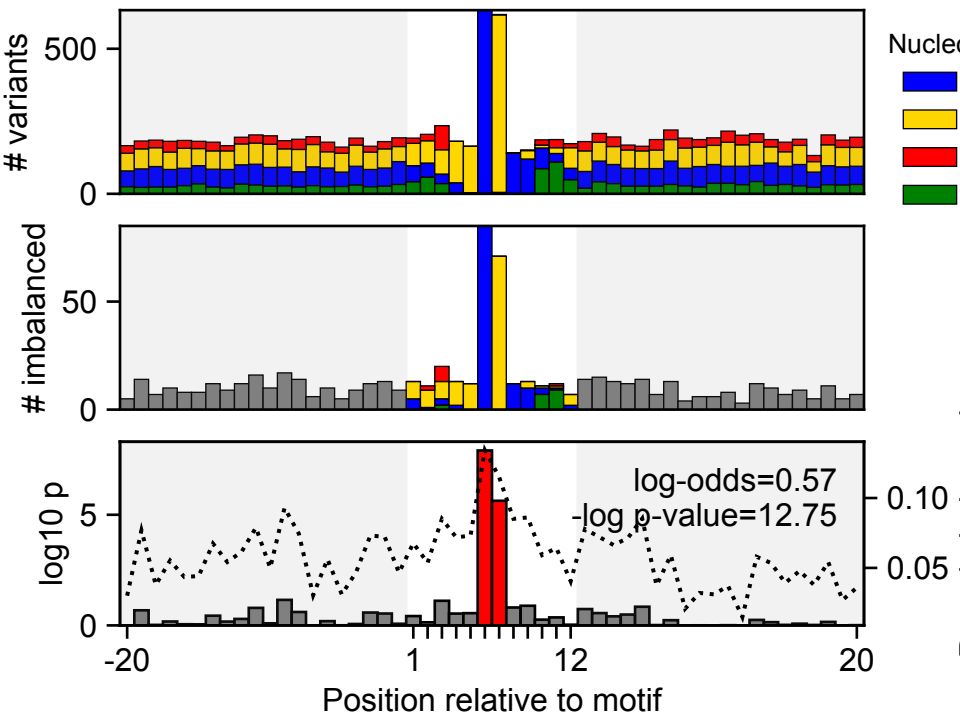 # variants
500
0
Nucleo
# imbalanced
50
0
log10 p
5
0
log-odds=0.57
-log p-value=12.75
0.10
0.05
-20
1
12
20
Position relative to motif